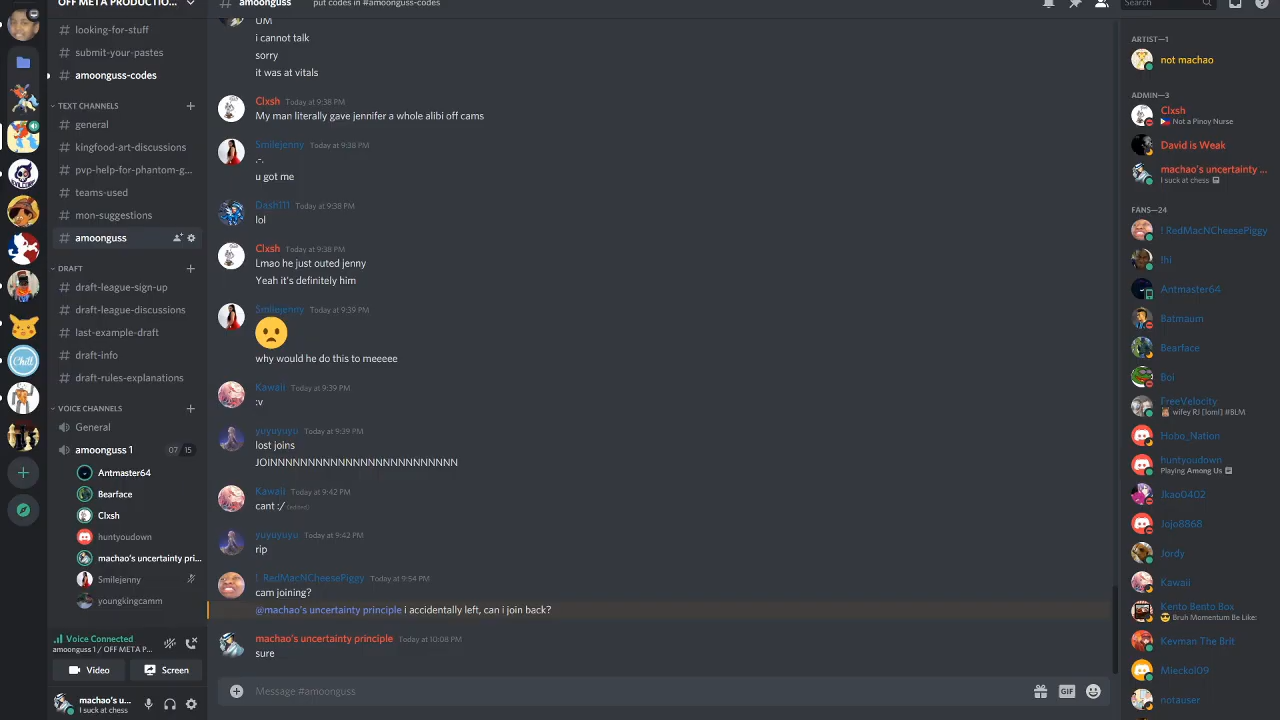 OFF META PRODUCTIO...
looking-for-stuff
submit-your-pastes
amoonguss-codes
TEXT CHANNELS
general
kingfood-art-discussions
pvp-help-for-phantom-g...
teams-used
mon-suggestions
amoonguss
DRAFT
draft-league-sign-up
draft-league-discussions
last-example-draft
draft-info
draft-rules-explanations
VOICE CHANNELS
General
amoonguss 1 07 15
Antmaster64
Bearface
Clxsh
huntyoudown
machao's uncertainty pri...
Smilejenny
youngkingcamm
Voice Connected
amoonguss 1 / OFF META P...
Video
Screen
machao's u...
I suck at chess
Chill
amoonguss put codes in #amoonguss-codes
Search
UM
i cannot talk
sorry
it was at vitals
Clxsh Today at 9:38 PM
My man literally gave jennifer a whole alibi off cams
Smilejenny Today at 9:38 PM
.-.
u got me
Dash111 Today at 9:38 PM
lol
Clxsh Today at 9:38 PM
Lmao he just outed jenny
Yeah it's definitely him
Smilejenny Today at 9:39 PM
why would he do this to meeeee
Kawaii Today at 9:39 PM
:v
yuyuyuyu Today at 9:39 PM
lost joins
JOINNNNNNNNNNNNNNNNNNNNNNNNN
Kawaii Today at 9:42 PM
cant :/ (edited)
yuyuyuyu Today at 9:42 PM
rip
! RedMacNCheesePiggy Today at 9:54 PM
cam joining?
@machao's uncertainty principle i accidentally left, can i join back?
machao's uncertainty principle Today at 10:08 PM
sure
Message #amoonguss
GIF
ARTIST—1
not machao
ADMIN—3
Clxsh
Not a Pinoy Nurse
David is Weak
machao's uncertainty ...
I suck at chess
FANS—24
! RedMacNCheesePiggy
Ihl
Antmaster64
Batmaum
Bearface
Boi
FreeVelocity
wifey RJ [loml] #BLM
Hobo_Nation
huntyoudown
Playing Among Us
Jkao0402
Jojo8868
Jordy
Kawaii
Kento Bento Box
Bruh Momentum Be Like:
Kevman The Brit
Mieckol09
notauser